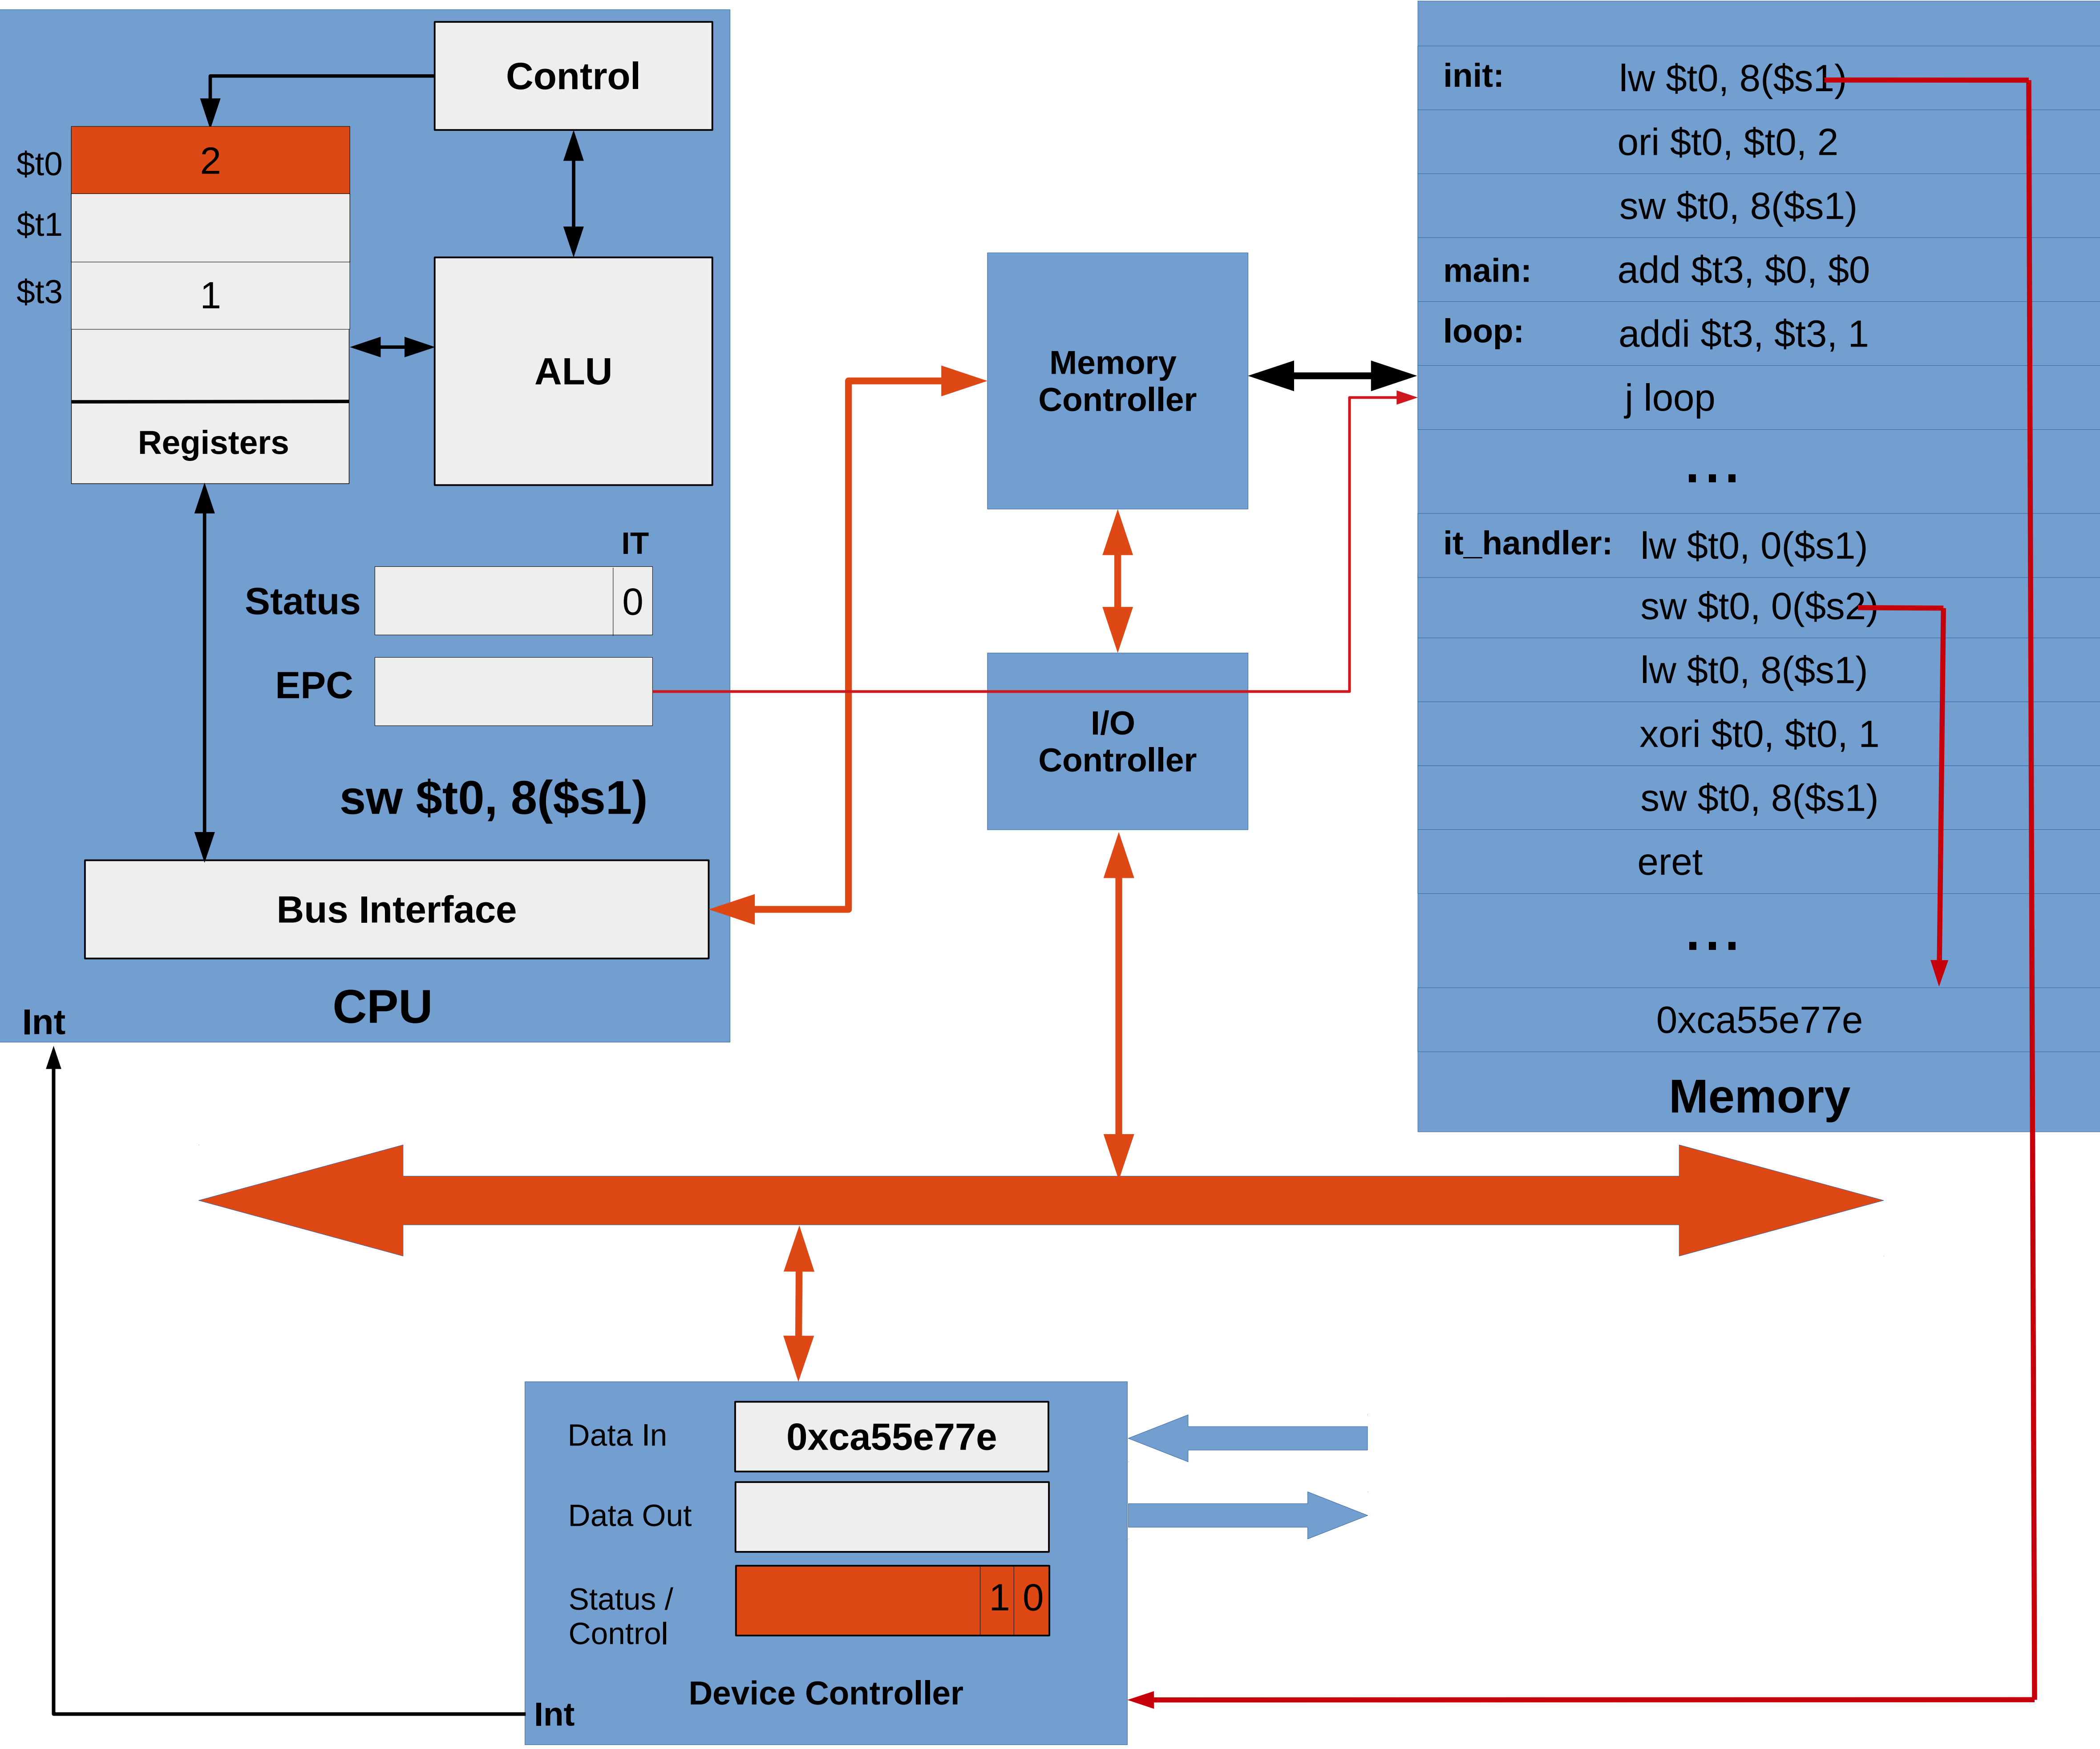 Control
$t0 2
$t1
$t3 1
ALU
Registers
IT
Status 0
EPC
sw $t0, 8($s1)
Bus Interface
CPU
Int
Memory
Controller
I/O
Controller
init: lw $t0, 8($s1)
ori $t0, $t0, 2
sw $t0, 8($s1)
main: add $t3, $0, $0
loop: addi $t3, $t3, 1
j loop
...
it_handler: lw $t0, 0($s1)
sw $t0, 0($s2)
lw $t0, 8($s1)
xori $t0, $t0, 1
sw $t0, 8($s1)
eret
...
0xca55e77e
Memory
Data In 0xca55e77e
Data Out
Status / 1 0
Control
Device Controller
Int